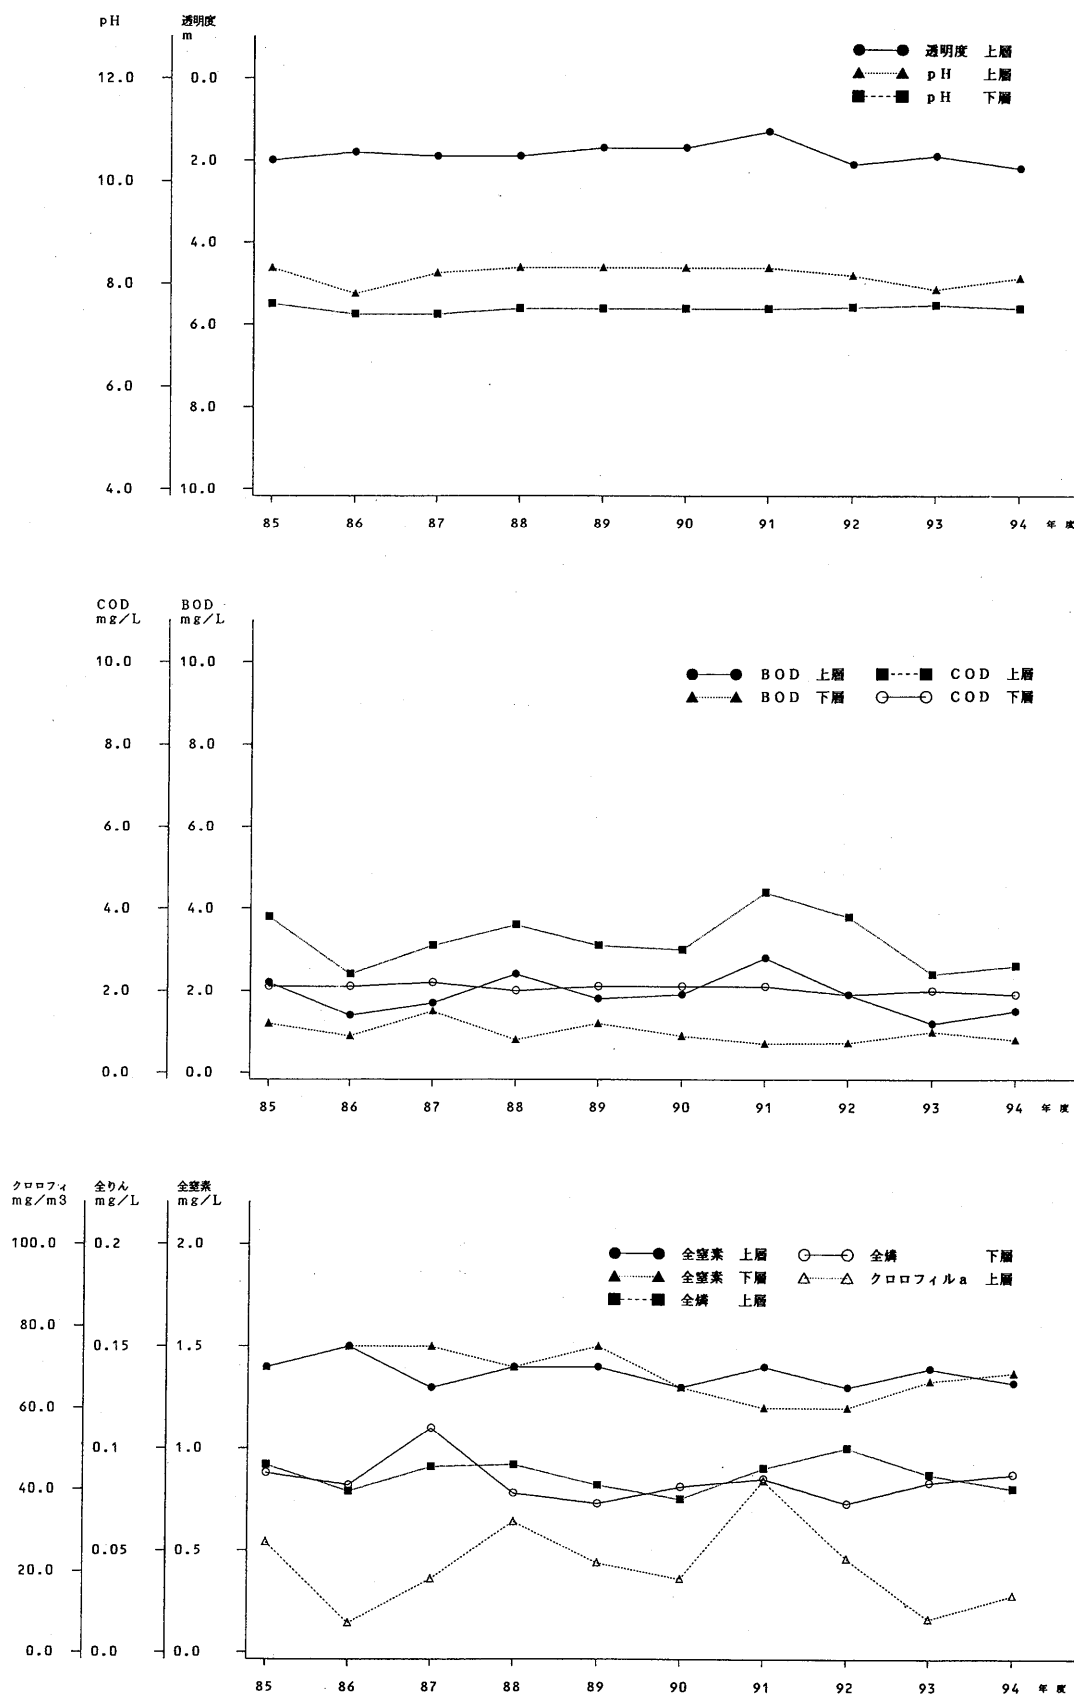 pH 透明度
m
透明度 上層
pH 上層
pH 下層
12.0 0.0
2.0
10.0
4.0
8.0
6.0
6.0
8.0
4.0 10.0
85 86 87 88 89 90 91 92 93 94 年度
COD BOD
mg/L mg/L
10.0 10.0
BOD 上層 COD 上層
BOD 下層 COD 下層
8.0 8.0
6.0 6.0
4.0 4.0
2.0 2.0
0.0 0.0
85 86 87 88 89 90 91 92 93 94 年度
クロロフィ 全りん 全窒素
mg/m3 mg/L mg/L
100.0 0.2 2.0
全窒素 上層 全燐 下層
全窒素 下層 クロロフィルa 上層
全燐 上層
80.0
0.15 1.5
60.0
0.1 1.0
40.0
0.05 0.5
20.0
0.0 0.0 0.0
85 86 87 88 89 90 91 92 93 94 年度